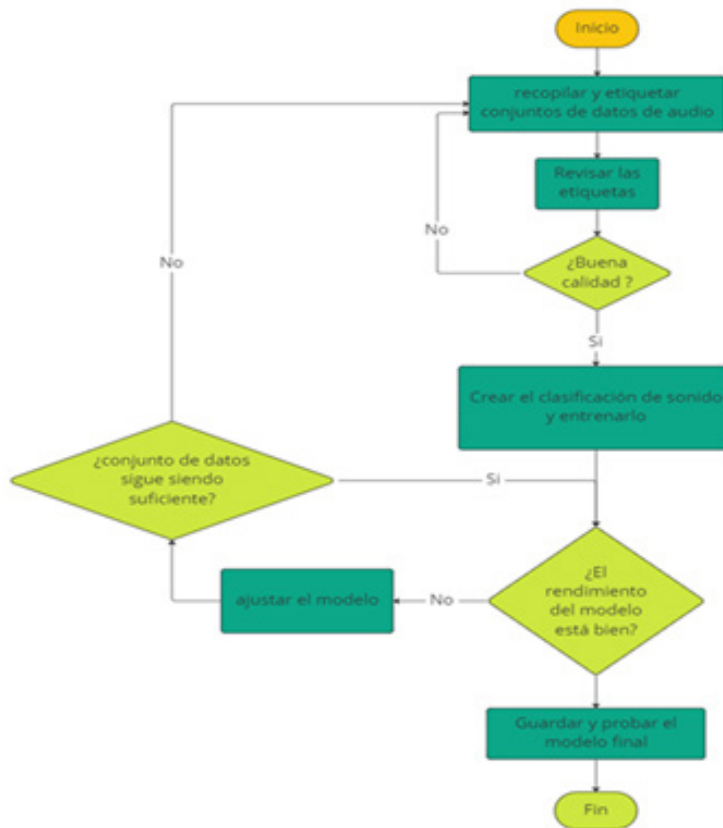 Inicio
recopilar y etiquetar
conjuntos de datos de audio
Revisar las
etiquetas
No
¿Buena
calidad ?
No
Si
Crear el clasificación de sonido
y entrenarlo
¿conjunto de datos
sigue siendo
suficiente?
Si
¿El
rendimiento
del modelo
está bien?
No
ajustar el modelo
Guardar y probar el
modelo final
Fin